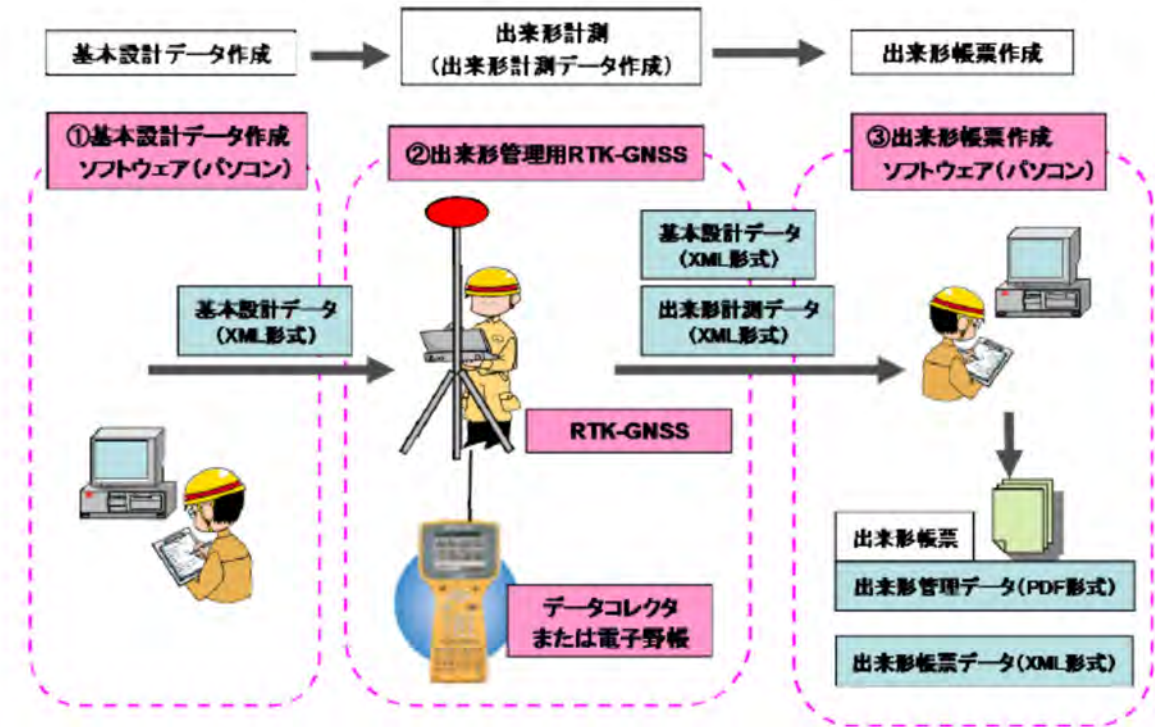 基本設計データ作成
出来形計測
(出来形計測データ作成)
出来形帳票作成
①基本設計データ作成
ソフトウェア(パソコン)
②出来形管理用RTK-GNSS
③出来形帳票作成
ソフトウェア(パソコン)
基本設計データ
(XML形式)
基本設計データ
(XML形式)
出来形計測データ
(XML形式)
RTK-GNSS
データコレクタ
または電子野帳
出来形帳票
出来形管理データ(PDF形式)
出来形帳票データ(XML形式)